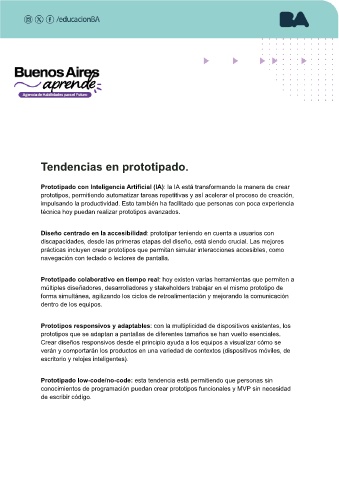 /educacionBA
BA
Buenos Aires
aprende
Agencia de Habilidades para el Futuro
Tendencias en prototipado.
Prototipado con Inteligencia Artificial (IA): la IA está transformando la manera de crear
prototipos, permitiendo automatizar tareas repetitivas y así acelerar el proceso de creación,
impulsando la productividad. Esto también ha facilitado que personas con poca experiencia
técnica hoy puedan realizar prototipos avanzados.
Diseño centrado en la accesibilidad: prototipar teniendo en cuenta a usuarios con
discapacidades, desde las primeras etapas del diseño, está siendo crucial. Las mejores
prácticas incluyen crear prototipos que permitan simular interacciones accesibles, como
navegación con teclado o lectores de pantalla.
Prototipado colaborativo en tiempo real: hoy existen varias herramientas que permiten a
múltiples diseñadores, desarrolladores y stakeholders trabajar en el mismo prototipo de
forma simultánea, agilizando los ciclos de retroalimentación y mejorando la comunicación
dentro de los equipos.
Prototipos responsivos y adaptables: con la multiplicidad de dispositivos existentes, los
prototipos que se adaptan a pantallas de diferentes tamaños se han vuelto esenciales.
Crear diseños responsivos desde el principio ayuda a los equipos a visualizar cómo se
verán y comportarán los productos en una variedad de contextos (dispositivos móviles, de
escritorio y relojes inteligentes).
Prototipado low-code/no-code: esta tendencia está permitiendo que personas sin
conocimientos de programación puedan crear prototipos funcionales y MVP sin necesidad
de escribir código.